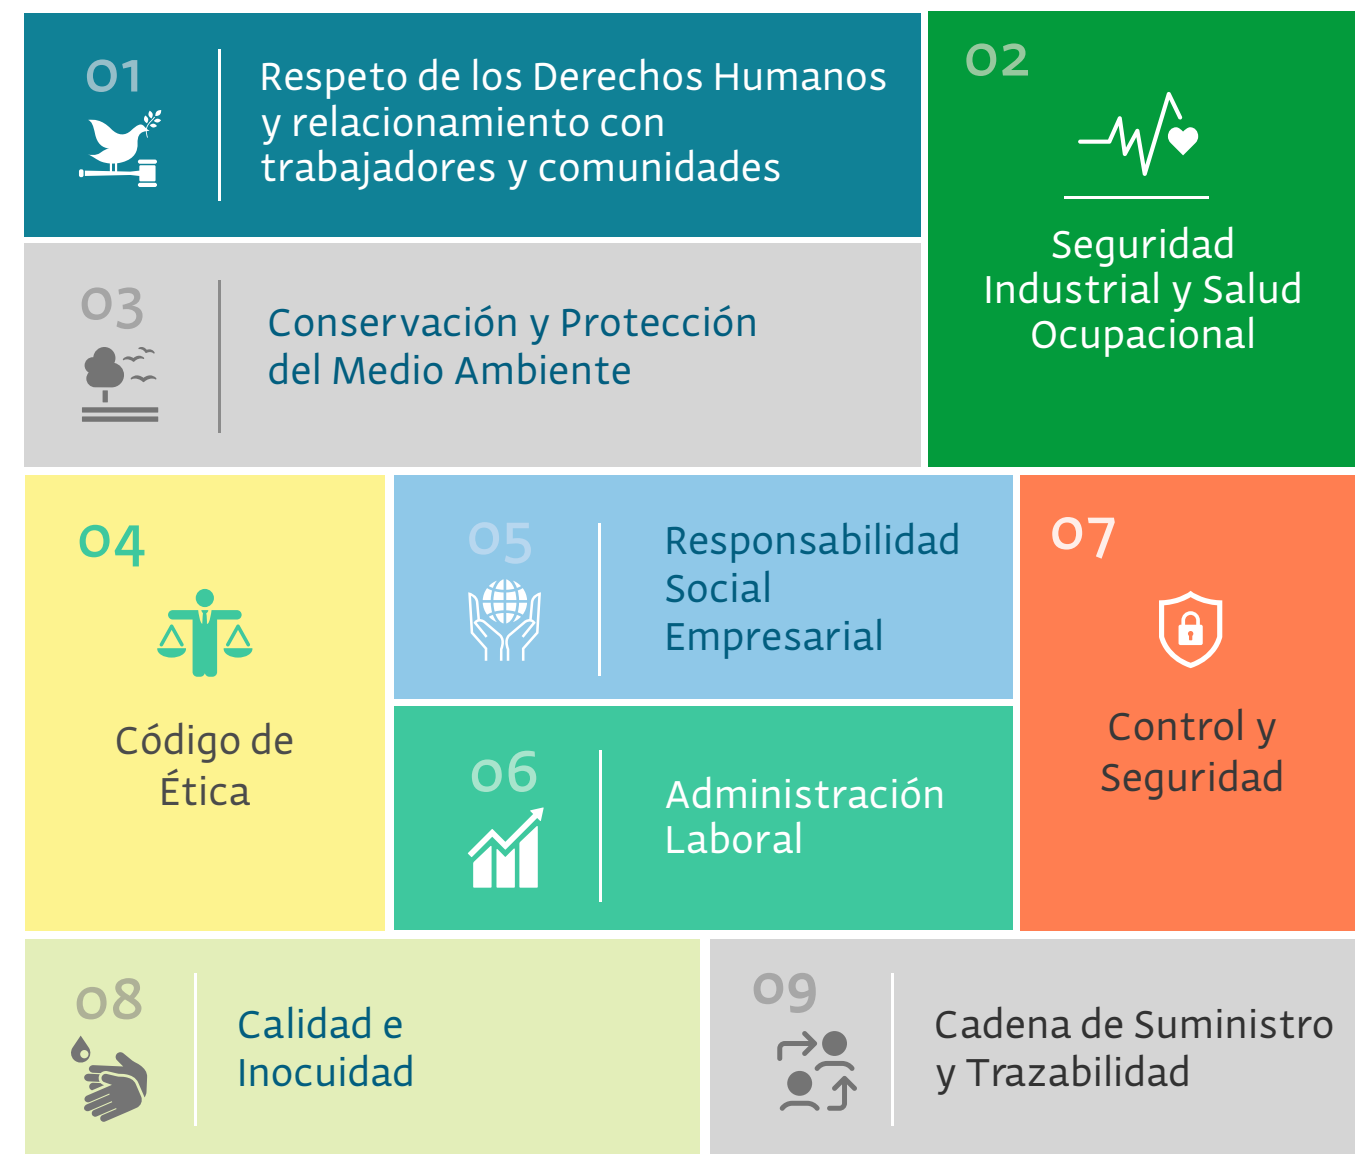 01
Respeto de los Derechos Humanos
y relacionamiento con
trabajadores y comunidades
02
Seguridad
Industrial y Salud
Ocupacional
03
Conservación y Protección
del Medio Ambiente
04
Código de
Ética
05
Responsabilidad
Social
Empresarial
06
Administración
Laboral
07
Control y
Seguridad
08
Calidad e
Inocuidad
09
Cadena de Suministro
y Trazabilidad